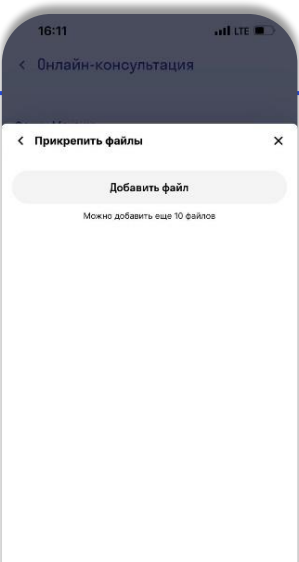 16:11
LTE
Онлайн-консультация
Прикрепить файлы
Добавить файл
Можно добавить еще 10 файлов